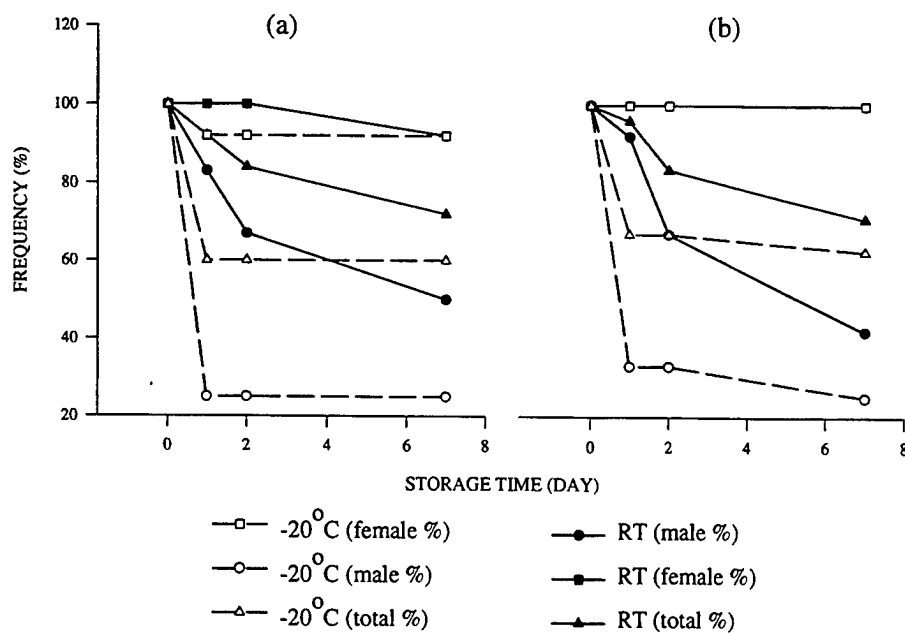 (a) (b)
120
100
80
60
40
20
FREQUENCY (%)
0 2 4 6 8 0 2 4 6 8
STORAGE TIME (DAY)
-20°C (female %) RT (male %)
-20°C (male %) RT (female %)
-20°C (total %) RT (total %)